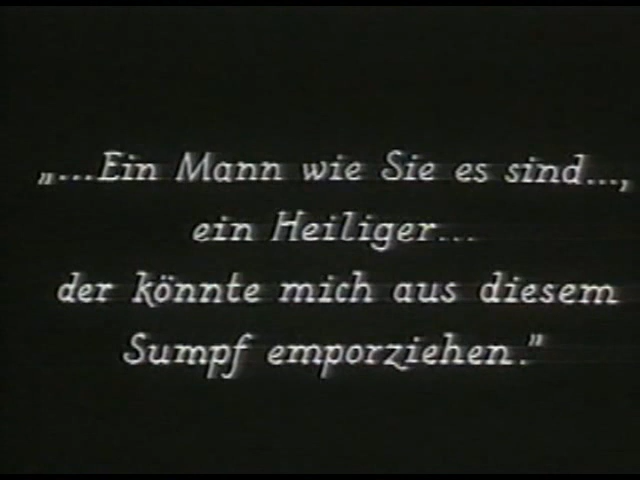 „...Ein Mann wie Sie es sind...,
ein Heiliger...
der könnte mich aus diesem
Sumpf emporziehen."